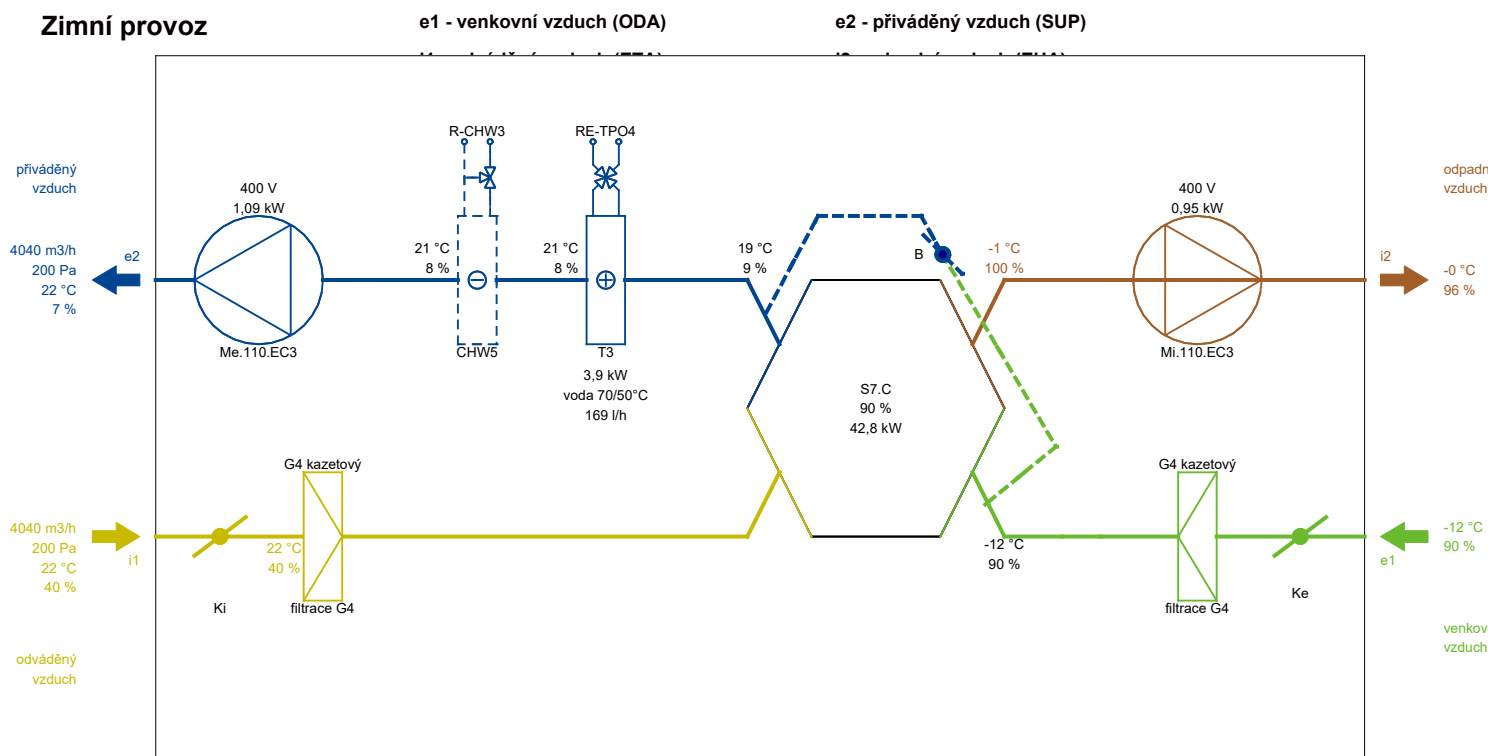 Zimní provoz
e1 - venkovní vzduch (ODA)
e2 - přiváděný vzduch (SUP)
přiváděný
vzduch
4040 m3/h
200 Pa
22 °C
7 %
e2
400 V
1,09 kW
Me.110.EC3
R-CHW3
21 °C
8 %
CHW5
RE-TPO4
21 °C
8 %
T3
3,9 kW
voda 70/50°C
169 l/h
19 °C
9 %
B
-1 °C
100 %
S7.C
90 %
42,8 kW
400 V
0,95 kW
Mi.110.EC3
odpadn
vzduch
i2
-0 °C
96 %
4040 m3/h
200 Pa
22 °C
40 %
i1
Ki
G4 kazetový
22 °C
40 %
filtrace G4
-12 °C
90 %
G4 kazetový
filtrace G4
Ke
-12 °C
90 %
e1
odváděný
vzduch
venkov
vzduch